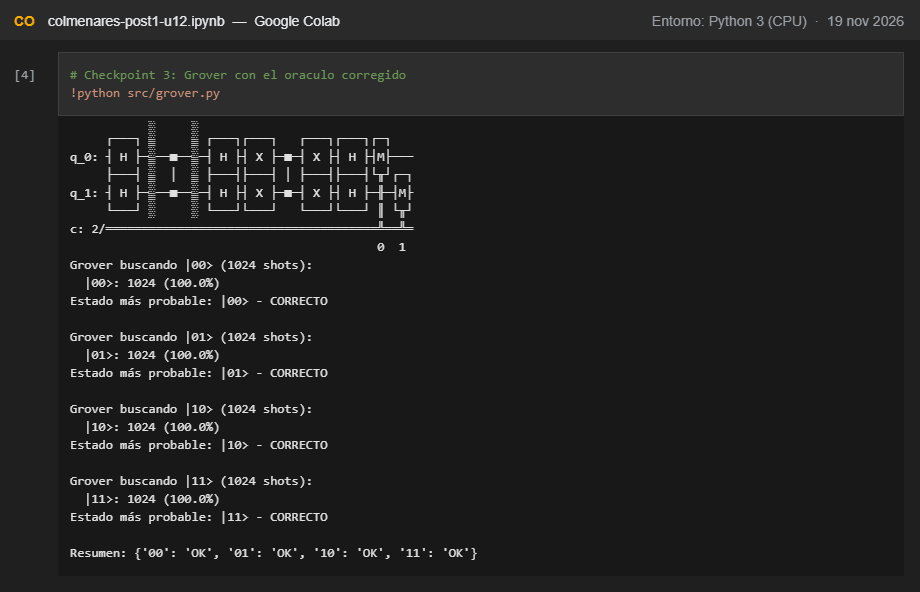 CO colmenares-post1-u12.ipynb — Google Colab Entorno: Python 3 (CPU) · 19 nov 2026
[4] # Checkpoint 3: Grover con el oraculo corregido
!python src/grover.py
     ┌───┐ ░     ░ ┌───┐┌───┐   ┌───┐┌───┐┌─┐
q_0: ┤ H ├─░──■──░─┤ H ├┤ X ├─■─┤ X ├┤ H ├┤M├───
     ├───┤ ░  │  ░ ├───┤├───┤ │ ├───┤├───┤└╥┘┌─┐
q_1: ┤ H ├─░──■──░─┤ H ├┤ X ├─■─┤ X ├┤ H ├─╫─┤M├
     └───┘ ░     ░ └───┘└───┘   └───┘└───┘ ║ └╥┘
c: 2/══════════════════════════════════════╩══╩═
0 1
Grover buscando |00> (1024 shots):
|00>: 1024 (100.0%)
Estado más probable: |00> - CORRECTO
Grover buscando |01> (1024 shots):
|01>: 1024 (100.0%)
Estado más probable: |01> - CORRECTO
Grover buscando |10> (1024 shots):
|10>: 1024 (100.0%)
Estado más probable: |10> - CORRECTO
Grover buscando |11> (1024 shots):
|11>: 1024 (100.0%)
Estado más probable: |11> - CORRECTO
Resumen: {'00': 'OK', '01': 'OK', '10': 'OK', '11': 'OK'}